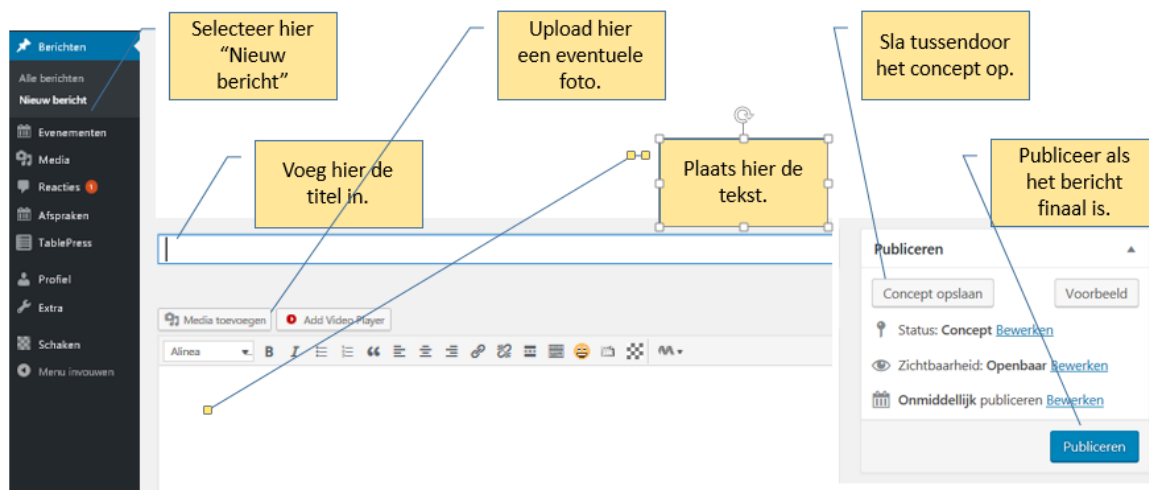 Berichten
Alle berichten
Nieuw bericht
Evenementen
Media
Reacties 1
Afspraken
TablePress
Profiel
Extra
Schaken
Menu invouwen
Selecteer hier
“Nieuw
bericht”
Upload hier
een eventuele
foto.
Sla tussendoor
het concept op.
Voeg hier de
titel in.
Plaats hier de
tekst.
Publiceer als
het bericht
finaal is.
Media toevoegen
Add Video Player
Alinea
B I
Publiceren
Concept opslaan
Voorbeeld
Status: Concept Bewerken
Zichtbaarheid: Openbaar Bewerken
Onmiddellijk publiceren Bewerken
Publiceren